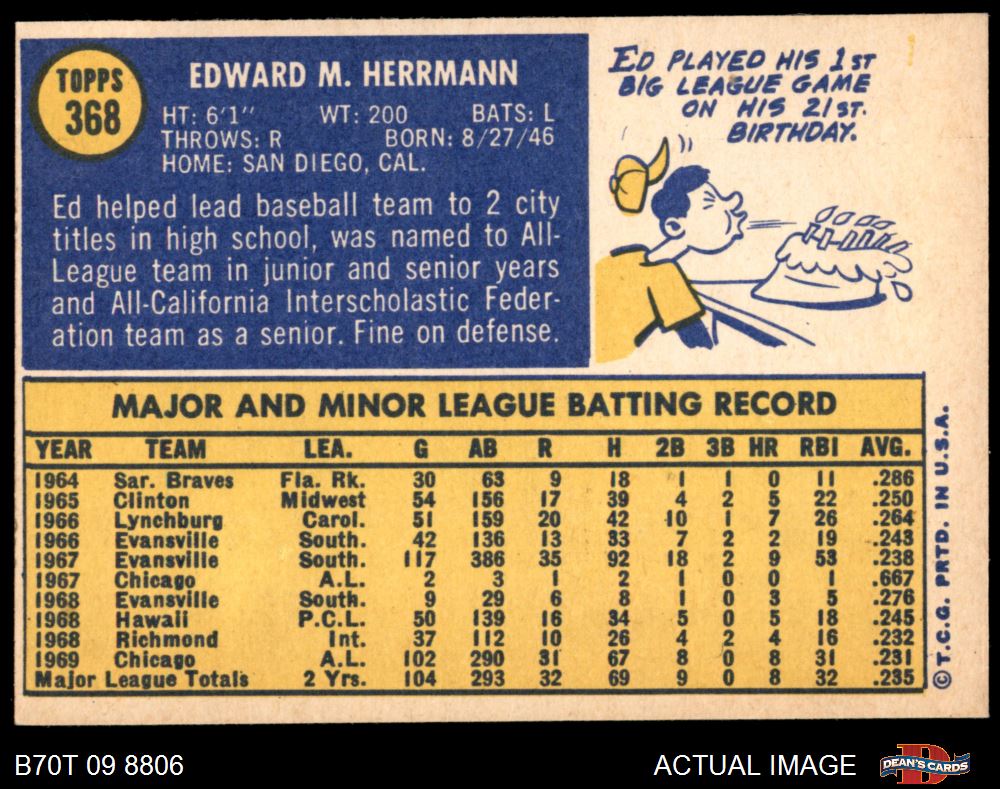 TOPPS
368
EDWARD M. HERRMANN
HT: 6'1" WT: 200 BATS: L
THROWS: R BORN: 8/27/46
HOME: SAN DIEGO, CAL.
Ed helped lead baseball team to 2 city
titles in high school, was named to All-
League team in junior and senior years
and All-California Interscholastic Feder-
ation team as a senior. Fine on defense.
ED PLAYED HIS 1ST
BIG LEAGUE GAME
ON HIS 21ST.
BIRTHDAY.
MAJOR AND MINOR LEAGUE BATTING RECORD
YEAR TEAM LEA. G AB R H 2B 3B HR RBI AVG.
1964 Sar. Braves Fla. Rk. 30 63 9 18 1 1 0 11 .286
1965 Clinton Midwest 54 156 17 39 4 2 5 22 .250
1966 Lynchburg Carol. 51 159 20 42 10 1 7 26 .264
1966 Evansville South. 42 136 13 33 7 2 2 19 .243
1967 Evansville South. 117 386 35 92 18 2 9 53 .238
1967 Chicago A.L. 2 3 1 2 1 0 0 1 .667
1968 Evansville South. 9 29 6 8 1 0 3 5 .276
1968 Hawaii P.C.L. 50 139 16 34 5 0 5 18 .245
1968 Richmond Int. 37 112 10 26 4 2 4 16 .232
1969 Chicago A.L. 102 290 31 67 8 0 8 31 .231
Major League Totals 2 Yrs. 104 293 32 69 9 0 8 32 .235
©T.C.G. PRTD. IN U.S.A.
B70T 09 8806
ACTUAL IMAGE
DEAN'S CARDS